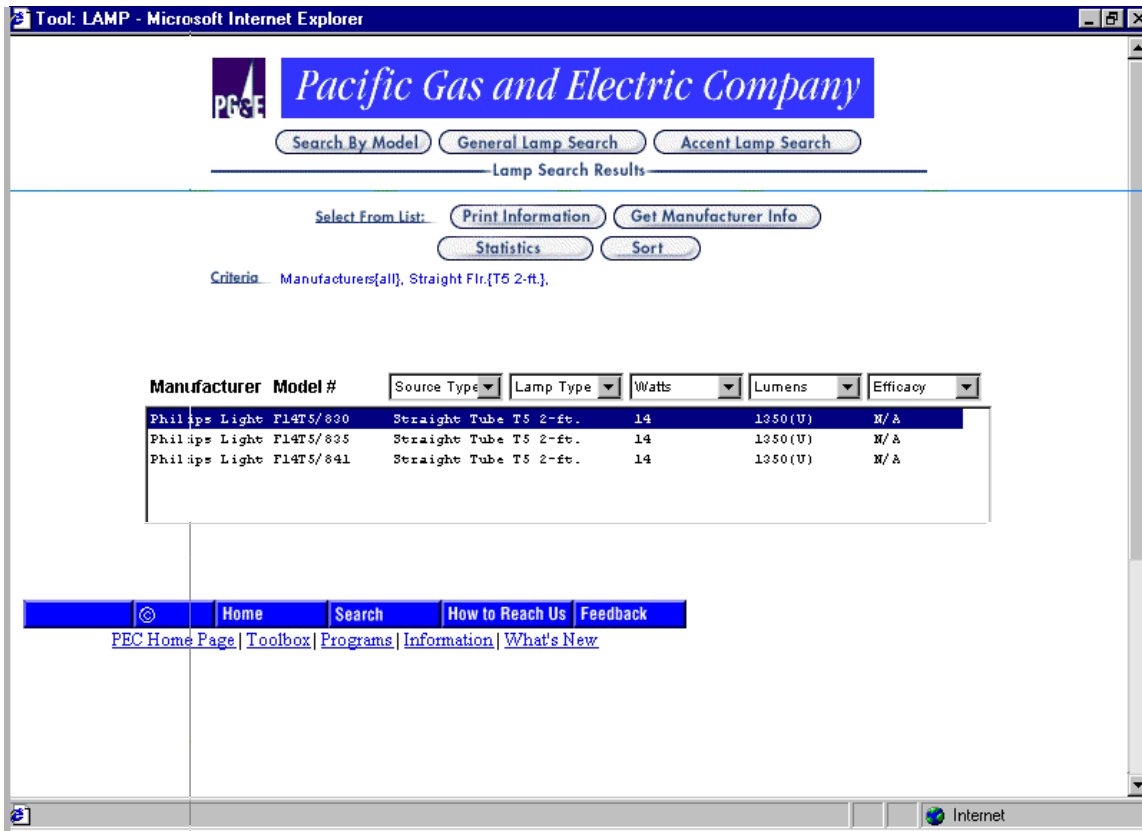 Tool: LAMP - Microsoft Internet Explorer
PG&E Pacific Gas and Electric Company
Search By Model General Lamp Search Accent Lamp Search
Lamp Search Results
Select From List: Print Information Get Manufacturer Info
Statistics Sort
Criteria Manufacturers{all}, Straight Flr.{T5 2-ft.},
Manufacturer Model # Source Type Lamp Type Watts Lumens Efficacy
Philips Light F14T5/830 Straight Tube T5 2-ft. 14 1350(U) N/A
Philips Light F14T5/835 Straight Tube T5 2-ft. 14 1350(U) N/A
Philips Light F14T5/841 Straight Tube T5 2-ft. 14 1350(U) N/A
© Home Search How to Reach Us Feedback
PEC Home Page | Toolbox | Programs | Information | What's New
Internet